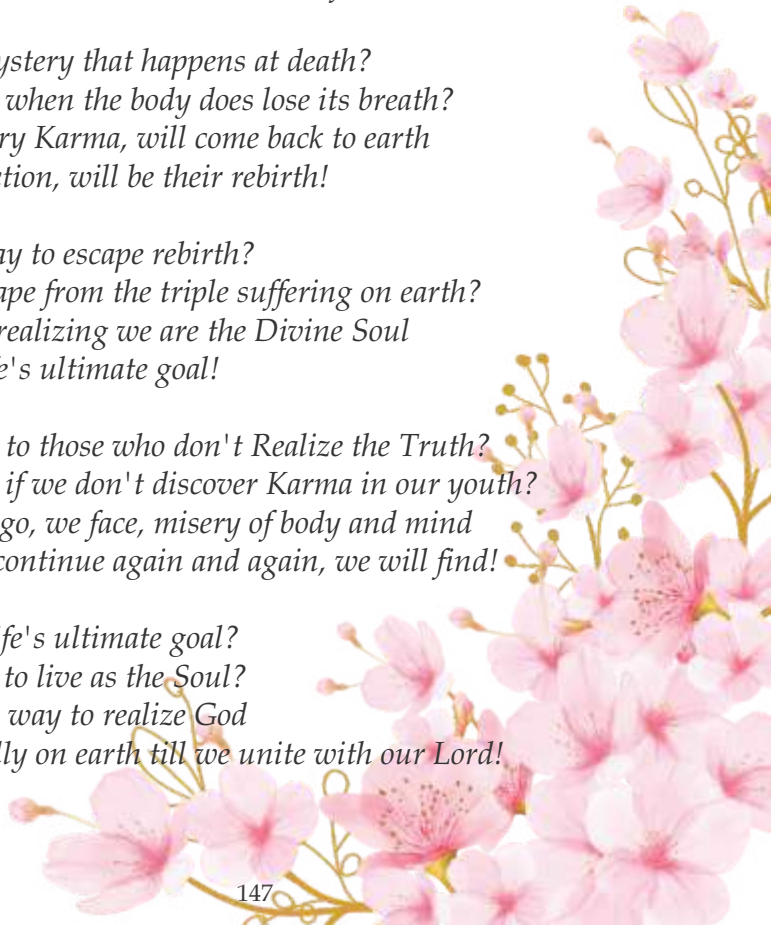 ystery that happens at death?
when the body does lose its breath?
ry Karma, will come back to earth
tion, will be their rebirth!
ay to escape rebirth?
ape from the triple suffering on earth?
realizing we are the Divine Soul
e's ultimate goal!
to those who don't Realize the Truth?
if we don't discover Karma in our youth?
go, we face, misery of body and mind
continue again and again, we will find!
ife's ultimate goal?
to live as the Soul?
way to realize God
lly on earth till we unite with our Lord!
147